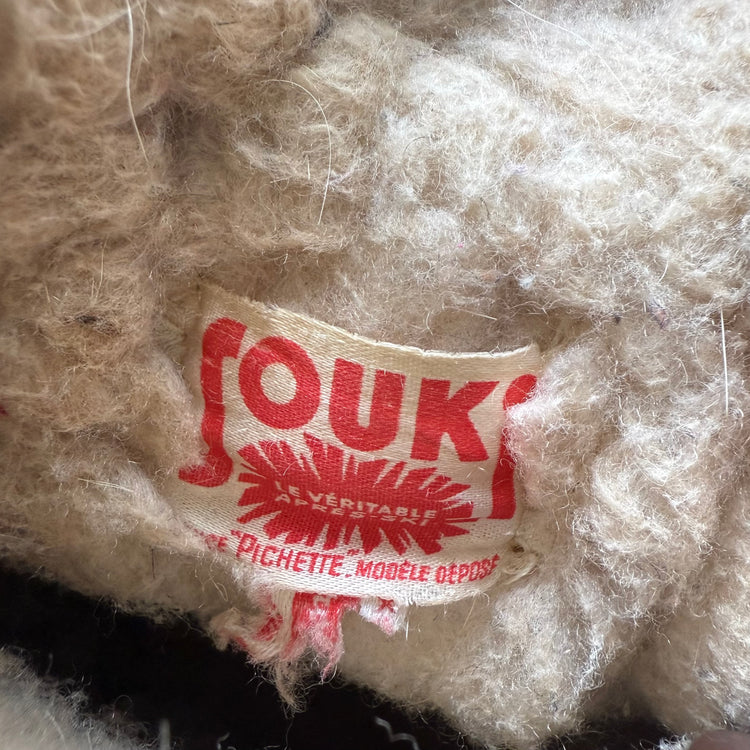 SOUKS
LE VÉRITABLE
APRÈS-SKI
"PICHETTE". MODÈLE DÉPOSÉ